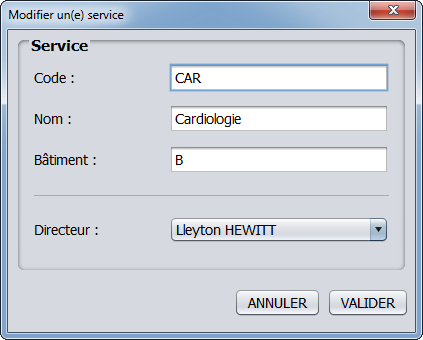 Modifier un(e) service
Service
Code : CAR
Nom : Cardiologie
Bâtiment : B
Directeur : Lleyton HEWITT
ANNULER VALIDER